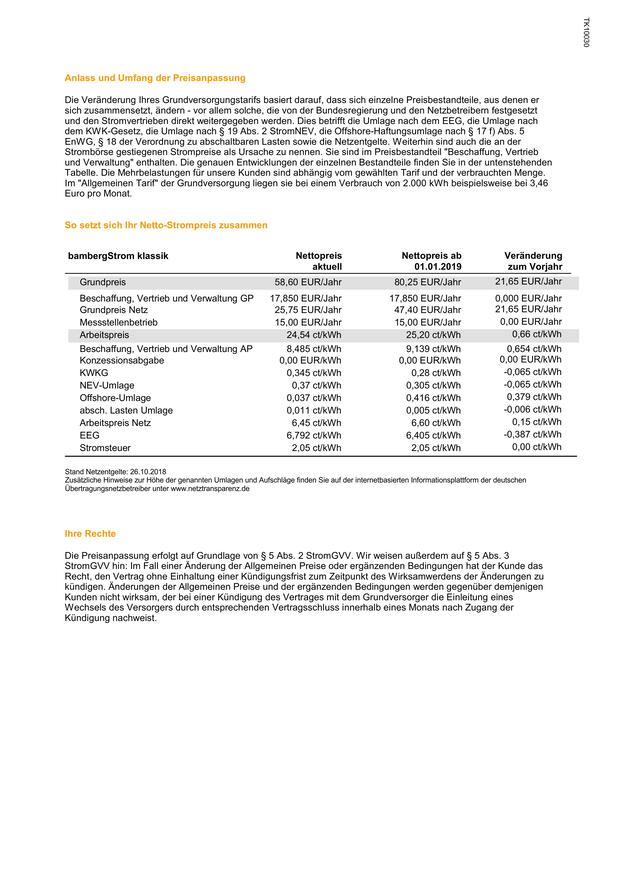 TK10030
Anlass und Umfang der Preisanpassung
Die Veränderung Ihres Grundversorgungstarifs basiert darauf, dass sich einzelne Preisbestandteile, aus denen er
sich zusammensetzt, ändern - vor allem solche, die von der Bundesregierung und den Netzbetreibern festgesetzt
und den Stromvertrieben direkt weitergegeben werden. Dies betrifft die Umlage nach dem EEG, die Umlage nach
dem KWK-Gesetz, die Umlage nach § 19 Abs. 2 StromNEV, die Offshore-Haftungsumlage nach § 17 f) Abs. 5
EnWG, § 18 der Verordnung zu abschaltbaren Lasten sowie die Netzentgelte. Weiterhin sind auch die an der
Strombörse gestiegenen Strompreise als Ursache zu nennen. Sie sind im Preisbestandteil "Beschaffung, Vertrieb
und Verwaltung" enthalten. Die genauen Entwicklungen der einzelnen Bestandteile finden Sie in der untenstehenden
Tabelle. Die Mehrbelastungen für unsere Kunden sind abhängig vom gewählten Tarif und der verbrauchten Menge.
Im "Allgemeinen Tarif" der Grundversorgung liegen sie bei einem Verbrauch von 2.000 kWh beispielsweise bei 3,46
Euro pro Monat.
So setzt sich Ihr Netto-Strompreis zusammen
bambergStrom klassik Nettopreis Nettopreis ab Veränderung
aktuell 01.01.2019 zum Vorjahr
Grundpreis 58,60 EUR/Jahr 80,25 EUR/Jahr 21,65 EUR/Jahr
Beschaffung, Vertrieb und Verwaltung GP 17,850 EUR/Jahr 17,850 EUR/Jahr 0,000 EUR/Jahr
Grundpreis Netz 25,75 EUR/Jahr 47,40 EUR/Jahr 21,65 EUR/Jahr
Messstellenbetrieb 15,00 EUR/Jahr 15,00 EUR/Jahr 0,00 EUR/Jahr
Arbeitspreis 24,54 ct/kWh 25,20 ct/kWh 0,66 ct/kWh
Beschaffung, Vertrieb und Verwaltung AP 8,485 ct/kWh 9,139 ct/kWh 0,654 ct/kWh
Konzessionsabgabe 0,00 EUR/kWh 0,00 EUR/kWh 0,00 EUR/kWh
KWKG 0,345 ct/kWh 0,28 ct/kWh -0,065 ct/kWh
NEV-Umlage 0,37 ct/kWh 0,305 ct/kWh -0,065 ct/kWh
Offshore-Umlage 0,037 ct/kWh 0,416 ct/kWh 0,379 ct/kWh
absch. Lasten Umlage 0,011 ct/kWh 0,005 ct/kWh -0,006 ct/kWh
Arbeitspreis Netz 6,45 ct/kWh 6,60 ct/kWh 0,15 ct/kWh
EEG 6,792 ct/kWh 6,405 ct/kWh -0,387 ct/kWh
Stromsteuer 2,05 ct/kWh 2,05 ct/kWh 0,00 ct/kWh
Stand Netzentgelte: 26.10.2018
Zusätzliche Hinweise zur Höhe der genannten Umlagen und Aufschläge finden Sie auf der internetbasierten Informationsplattform der deutschen
Übertragungsnetzbetreiber unter www.netztransparenz.de
Ihre Rechte
Die Preisanpassung erfolgt auf Grundlage von § 5 Abs. 2 StromGVV. Wir weisen außerdem auf § 5 Abs. 3
StromGVV hin: Im Fall einer Änderung der Allgemeinen Preise oder ergänzenden Bedingungen hat der Kunde das
Recht, den Vertrag ohne Einhaltung einer Kündigungsfrist zum Zeitpunkt des Wirksamwerdens der Änderungen zu
kündigen. Änderungen der Allgemeinen Preise und der ergänzenden Bedingungen werden gegenüber demjenigen
Kunden nicht wirksam, der bei einer Kündigung des Vertrages mit dem Grundversorger die Einleitung eines
Wechsels des Versorgers durch entsprechenden Vertragsschluss innerhalb eines Monats nach Zugang der
Kündigung nachweist.